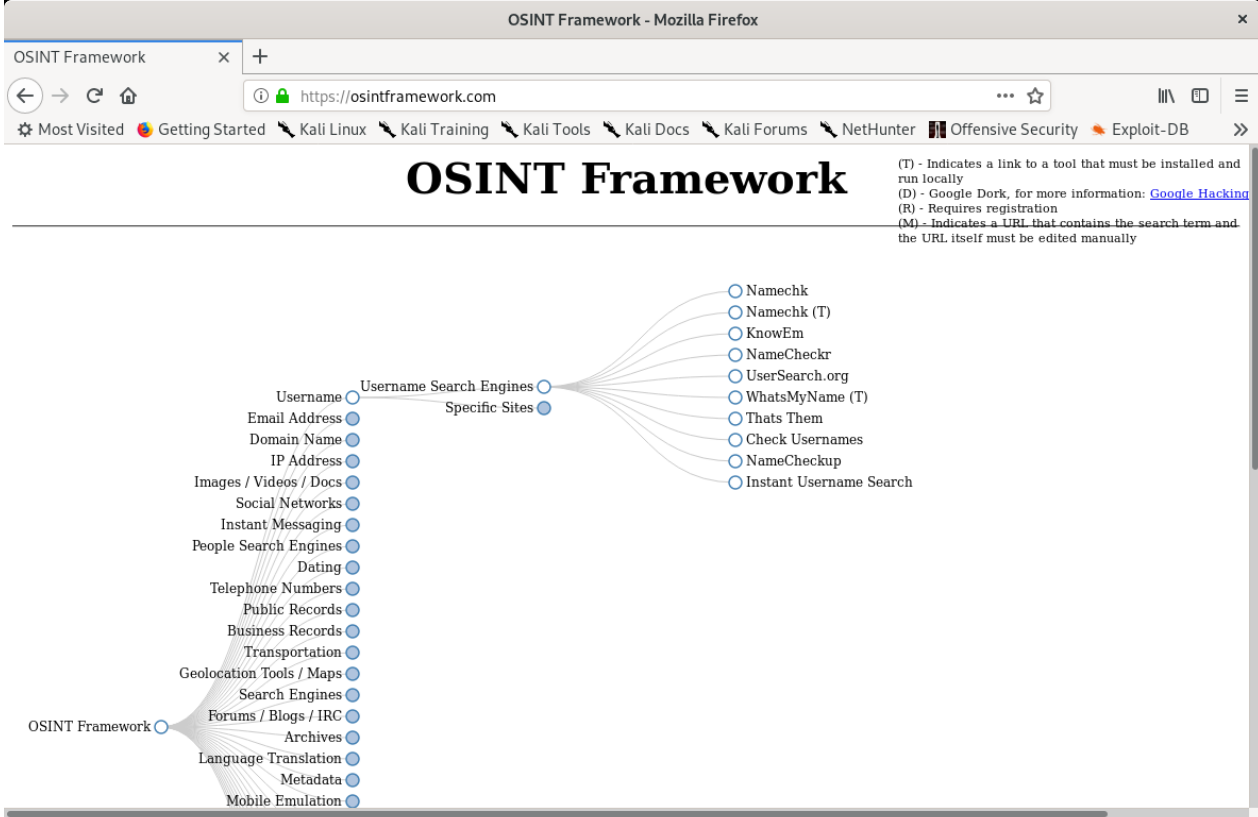 OSINT Framework - Mozilla Firefox
OSINT Framework
https://osintframework.com
Most Visited Getting Started Kali Linux Kali Training Kali Tools Kali Docs Kali Forums NetHunter Offensive Security Exploit-DB
OSINT Framework
(T) - Indicates a link to a tool that must be installed and
run locally
(D) - Google Dork, for more information: Google Hacking
(R) - Requires registration
(M) - Indicates a URL that contains the search term and
the URL itself must be edited manually
OSINT Framework
Username
Email Address
Domain Name
IP Address
Images / Videos / Docs
Social Networks
Instant Messaging
People Search Engines
Dating
Telephone Numbers
Public Records
Business Records
Transportation
Geolocation Tools / Maps
Search Engines
Forums / Blogs / IRC
Archives
Language Translation
Metadata
Mobile Emulation
Username Search Engines
Specific Sites
Namechk
Namechk (T)
KnowEm
NameCheckr
UserSearch.org
WhatsMyName (T)
Thats Them
Check Usernames
NameCheckup
Instant Username Search